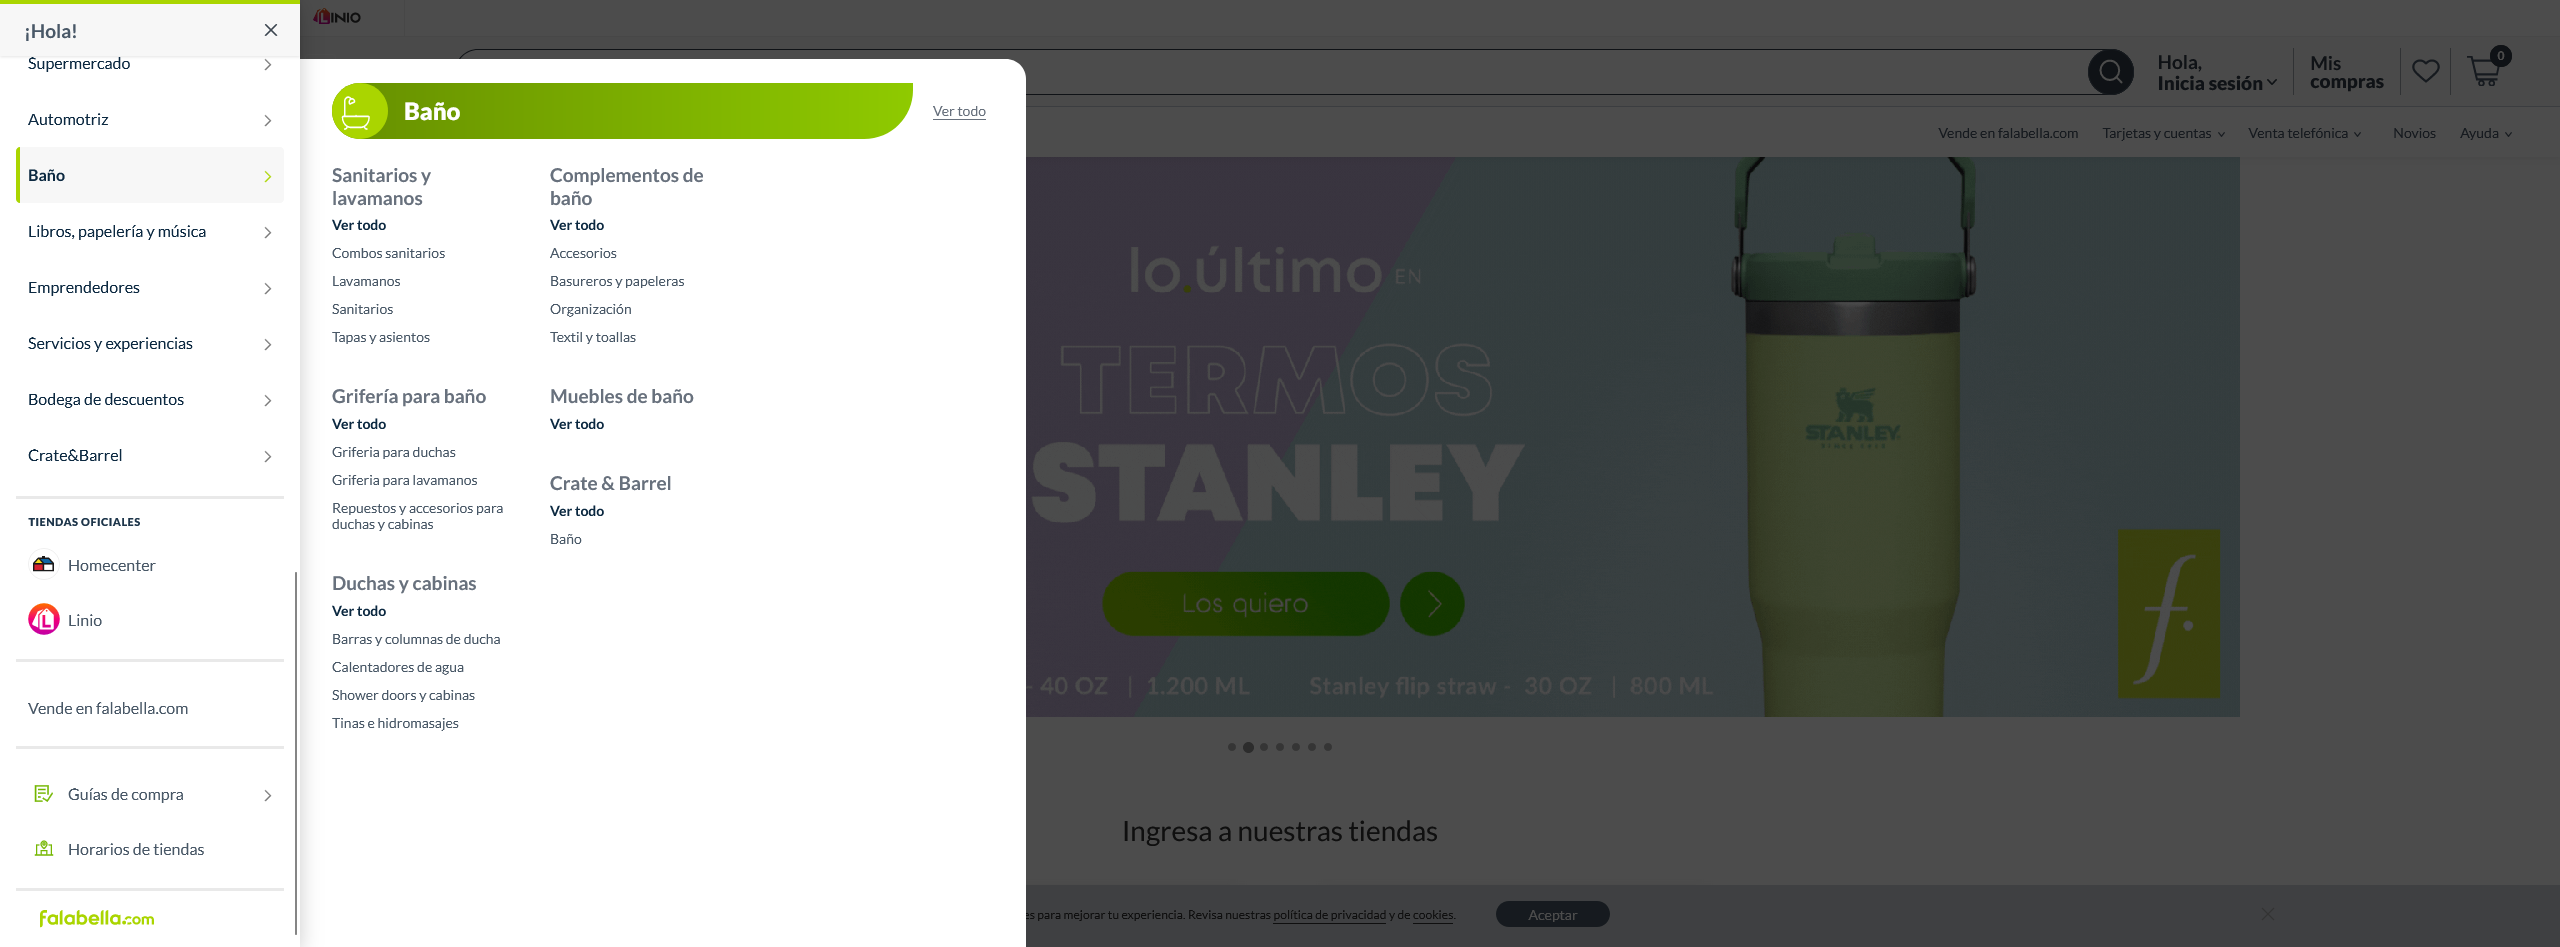 ¡Hola!
Supermercado
Automotriz
Baño
Libros, papelería y música
Emprendedores
Servicios y experiencias
Bodega de descuentos
Crate&Barrel
TIENDAS OFICIALES
Homecenter
Linio
Vende en falabella.com
Guías de compra
Horarios de tiendas
falabella.com
Baño
Ver todo
Sanitarios y
lavamanos
Ver todo
Combos sanitarios
Lavamanos
Sanitarios
Tapas y asientos
Grifería para baño
Ver todo
Griferia para duchas
Griferia para lavamanos
Repuestos y accesorios para
duchas y cabinas
Duchas y cabinas
Ver todo
Barras y columnas de ducha
Calentadores de agua
Shower doors y cabinas
Tinas e hidromasajes
Complementos de
baño
Ver todo
Accesorios
Basureros y papeleras
Organización
Textil y toallas
Muebles de baño
Ver todo
Crate & Barrel
Ver todo
Baño
LINIO
Hola,
Inicia sesión
Mis
compras
0
Vende en falabella.com
Tarjetas y cuentas
Venta telefónica
Novios
Ayuda
lo.último EN
TERMOS
STANLEY
Los quiero
- 40 OZ | 1.200 ML
Stanley flip straw - 30 OZ | 800 ML
STANLEY
f.
Ingresa a nuestras tiendas
para mejorar tu experiencia. Revisa nuestras política de privacidad y de cookies.
Aceptar